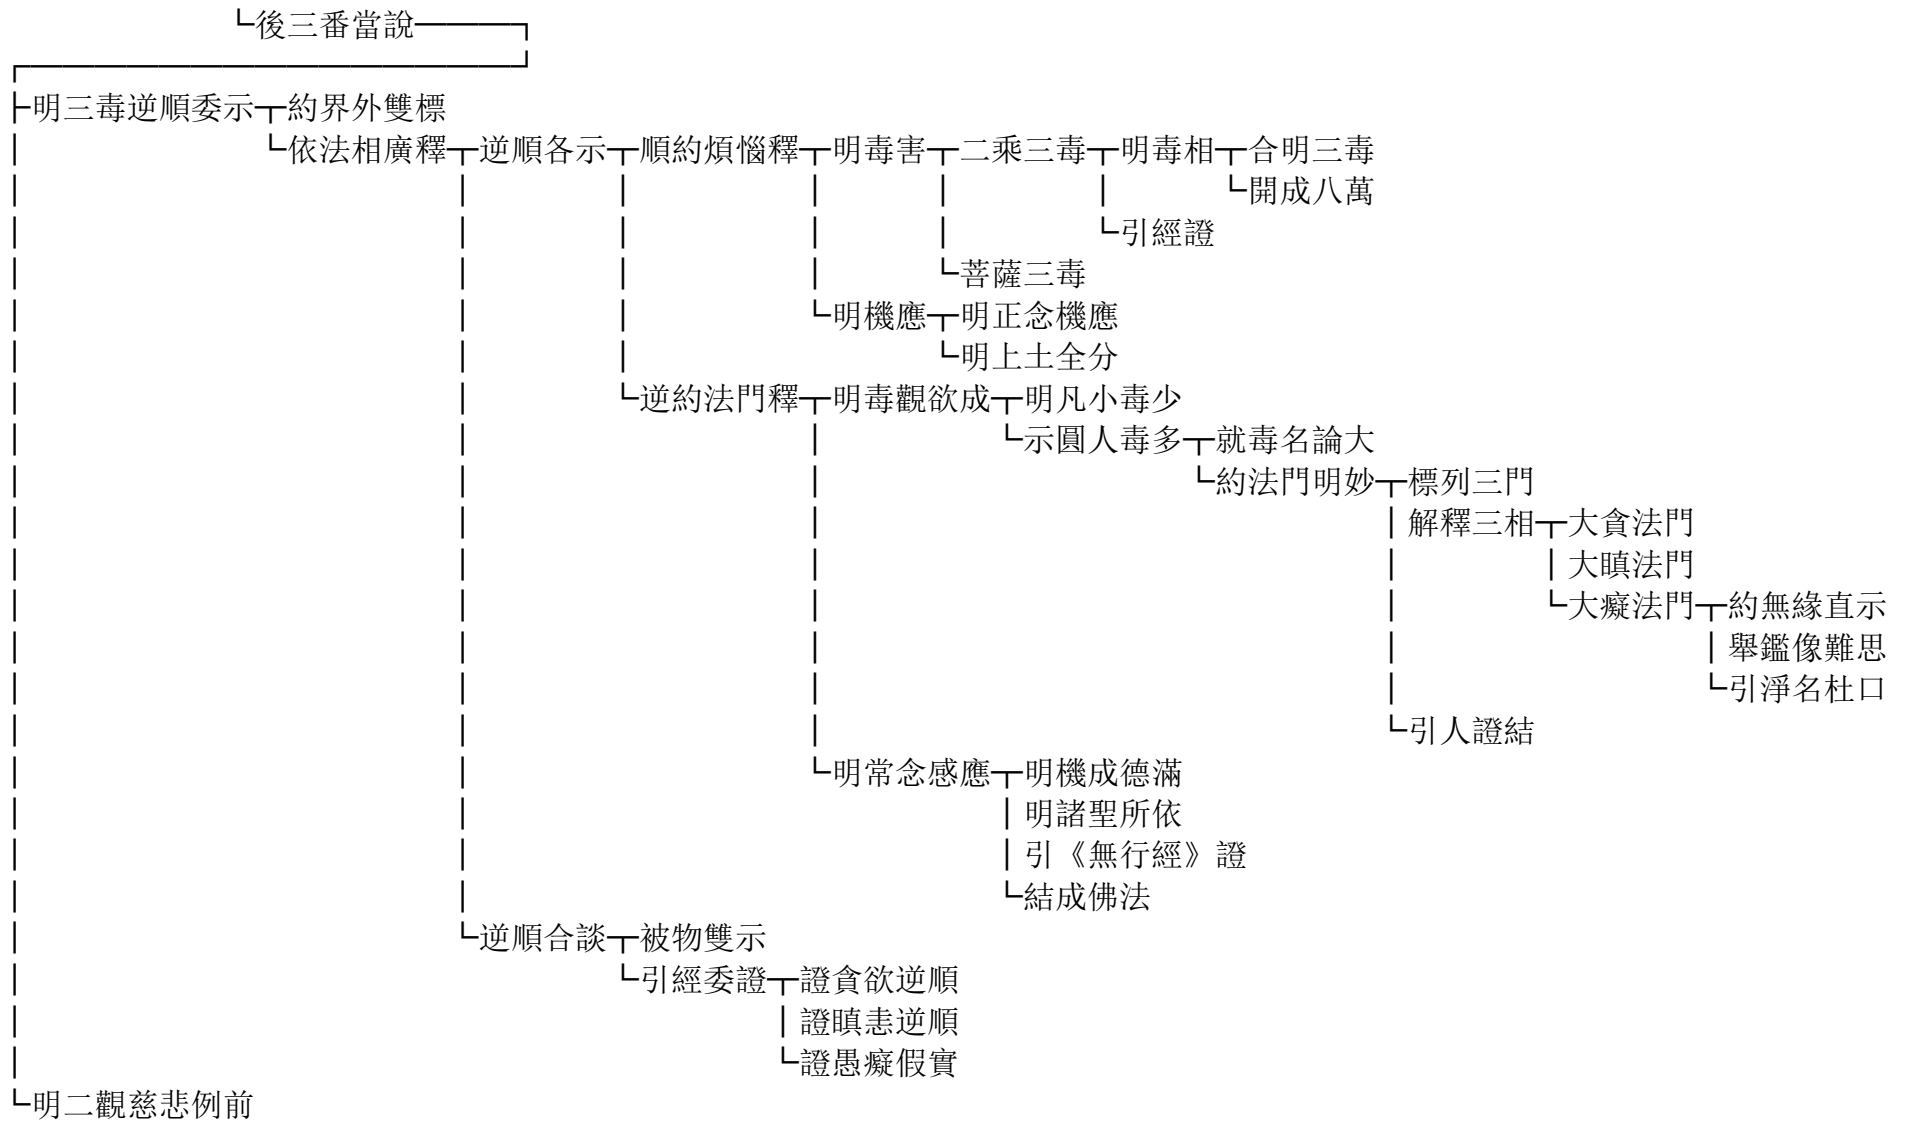 └後三番當說─────┐
┌────────────────┘
├明三毒逆順委示┬約界外雙標
│　　　　　　　└依法相廣釋┬逆順各示┬順約煩惱釋┬明毒害┬二乘三毒┬明毒相┬合明三毒
│　　　　　　　　　　　　　│　　　　│　　　　　│　　　│　　　　│　　　└開成八萬
│　　　　　　　　　　　　　│　　　　│　　　　　│　　　│　　　　└引經證
│　　　　　　　　　　　　　│　　　　│　　　　　│　　　└菩薩三毒
│　　　　　　　　　　　　　│　　　　│　　　　　└明機應┬明正念機應
│　　　　　　　　　　　　　│　　　　│　　　　　　　　　└明上土全分
│　　　　　　　　　　　　　│　　　　└逆約法門釋┬明毒觀欲成┬明凡小毒少
│　　　　　　　　　　　　　│　　　　　　　　　　│　　　　　└示圓人毒多┬就毒名論大
│　　　　　　　　　　　　　│　　　　　　　　　　│　　　　　　　　　　　└約法門明妙┬標列三門
│　　　　　　　　　　　　　│　　　　　　　　　　│　　　　　　　　　　　　　　　　　│解釋三相┬大貪法門
│　　　　　　　　　　　　　│　　　　　　　　　　│　　　　　　　　　　　　　　　　　│　　　　│大瞋法門
│　　　　　　　　　　　　　│　　　　　　　　　　│　　　　　　　　　　　　　　　　　│　　　　└大癡法門┬約無緣直示
│　　　　　　　　　　　　　│　　　　　　　　　　│　　　　　　　　　　　　　　　　　│　　　　　　　　　│舉鑑像難思
│　　　　　　　　　　　　　│　　　　　　　　　　│　　　　　　　　　　　　　　　　　│　　　　　　　　　└引淨名杜口
│　　　　　　　　　　　　　│　　　　　　　　　　│　　　　　　　　　　　　　　　　　└引人證結
│　　　　　　　　　　　　　│　　　　　　　　　　└明常念感應┬明機成德滿
│　　　　　　　　　　　　　│　　　　　　　　　　　　　　　　│明諸聖所依
│　　　　　　　　　　　　　│　　　　　　　　　　　　　　　　│引《無行經》證
│　　　　　　　　　　　　　│　　　　　　　　　　　　　　　　└結成佛法
│　　　　　　　　　　　　　└逆順合談┬被物雙示
│　　　　　　　　　　　　　　　　　　└引經委證┬證貪欲逆順
│　　　　　　　　　　　　　　　　　　　　　　　│證瞋恚逆順
│　　　　　　　　　　　　　　　　　　　　　　　└證愚癡假實
└明二觀慈悲例前